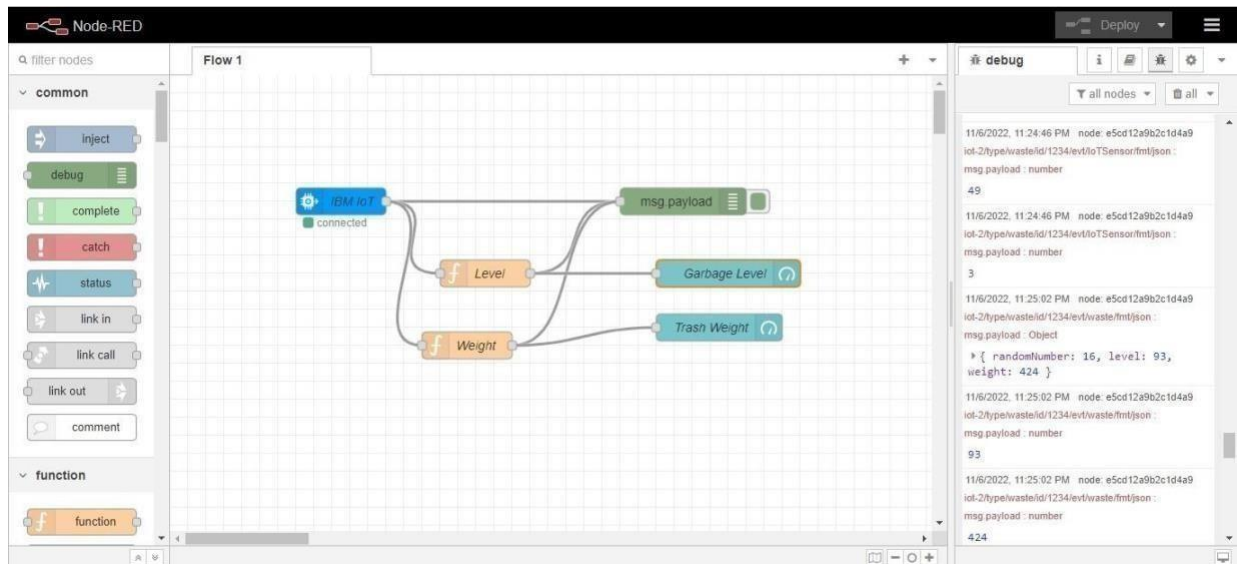 Node-RED
Deploy
filter nodes
Flow 1
debug
i
all nodes
all
common
inject
debug
complete
catch
status
link in
link call
link out
comment
function
function
IBM IoT
connected
msg.payload
Level
Garbage Level
Weight
Trash Weight
11/6/2022, 11:24:46 PM node: e5cd12a9b2c1d4a9
iot-2/type/waste/id/1234/evt/IoTSensor/fmt/json :
msg.payload : number
49
11/6/2022, 11:24:46 PM node: e5cd12a9b2c1d4a9
iot-2/type/waste/id/1234/evt/IoTSensor/fmt/json :
msg.payload : number
3
11/6/2022, 11:25:02 PM node: e5cd12a9b2c1d4a9
iot-2/type/waste/id/1234/evt/waste/fmt/json :
msg.payload : Object
{ randomNumber: 16, level: 93,
weight: 424 }
11/6/2022, 11:25:02 PM node: e5cd12a9b2c1d4a9
iot-2/type/waste/id/1234/evt/waste/fmt/json :
msg.payload : number
93
11/6/2022, 11:25:02 PM node: e5cd12a9b2c1d4a9
iot-2/type/waste/id/1234/evt/waste/fmt/json :
msg.payload : number
424